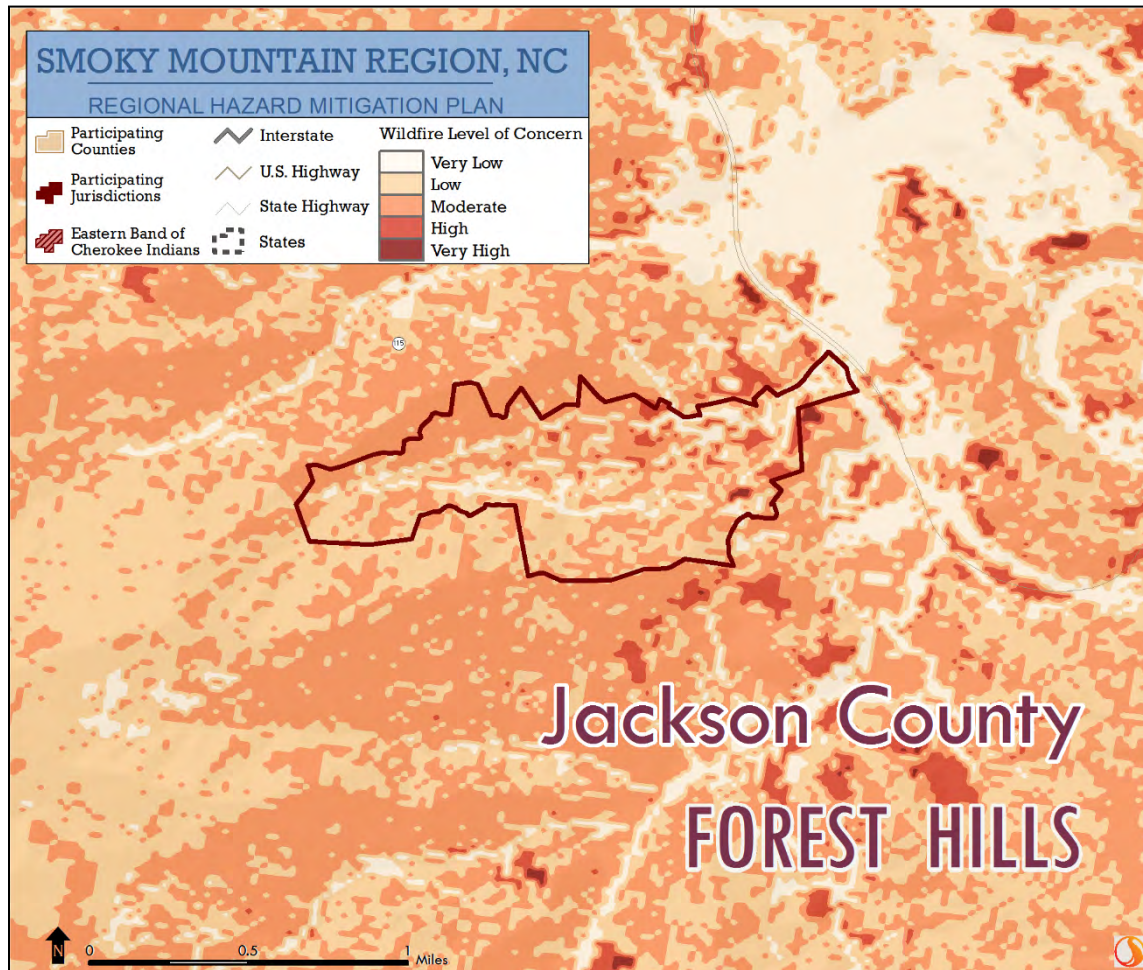 SMOKY MOUNTAIN REGION, NC
REGIONAL HAZARD MITIGATION PLAN
Participating
Counties
Participating
Jurisdictions
Eastern Band of
Cherokee Indians
Interstate
U.S. Highway
State Highway
States
Wildfire Level of Concern
Very Low
Low
Moderate
High
Very High
115
Jackson County
FOREST HILLS
N
0 0.5 1
Miles